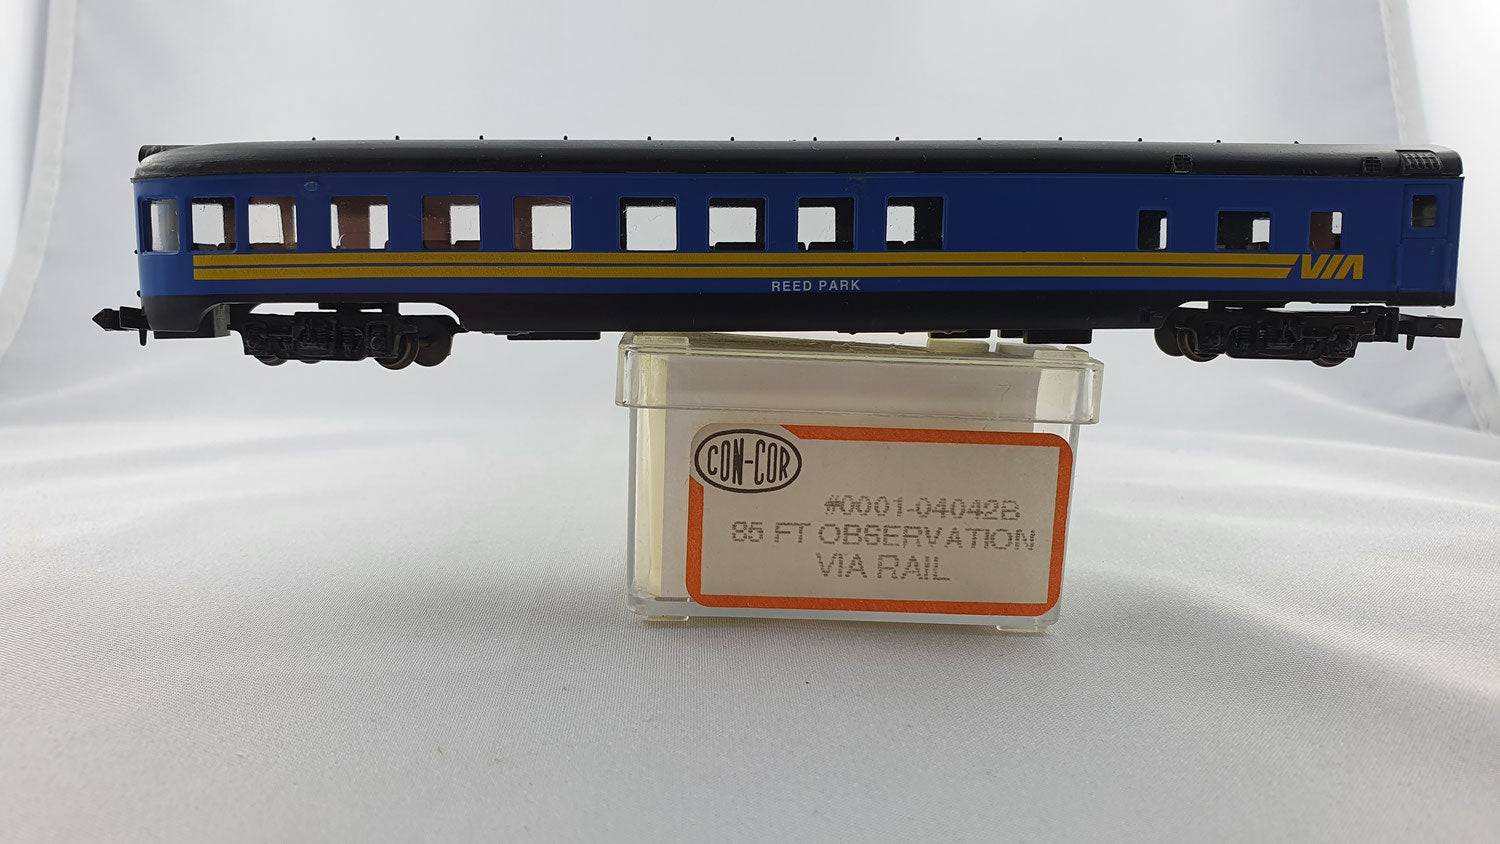 VIA
REED PARK
CON-COR
#0001-04042B
85 FT OBSERVATION
VIA RAIL